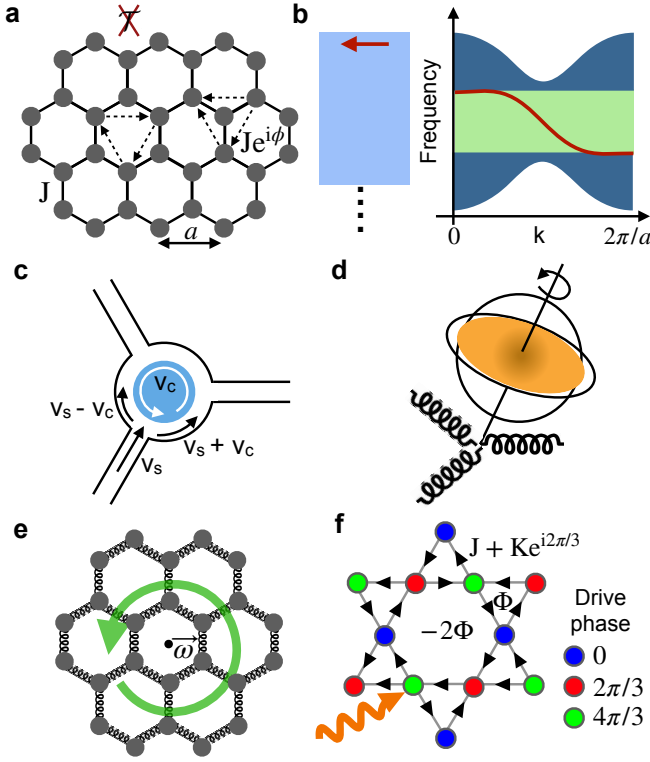 a
𝒯
Je^{iϕ}
J
a
b
Frequency
0
k
2π/a
c
v_c
v_s - v_c
v_s + v_c
v_s
d
e
ω
f
J + Ke^{i2π/3}
Φ
−2Φ
Drive
phase
0
2π/3
4π/3